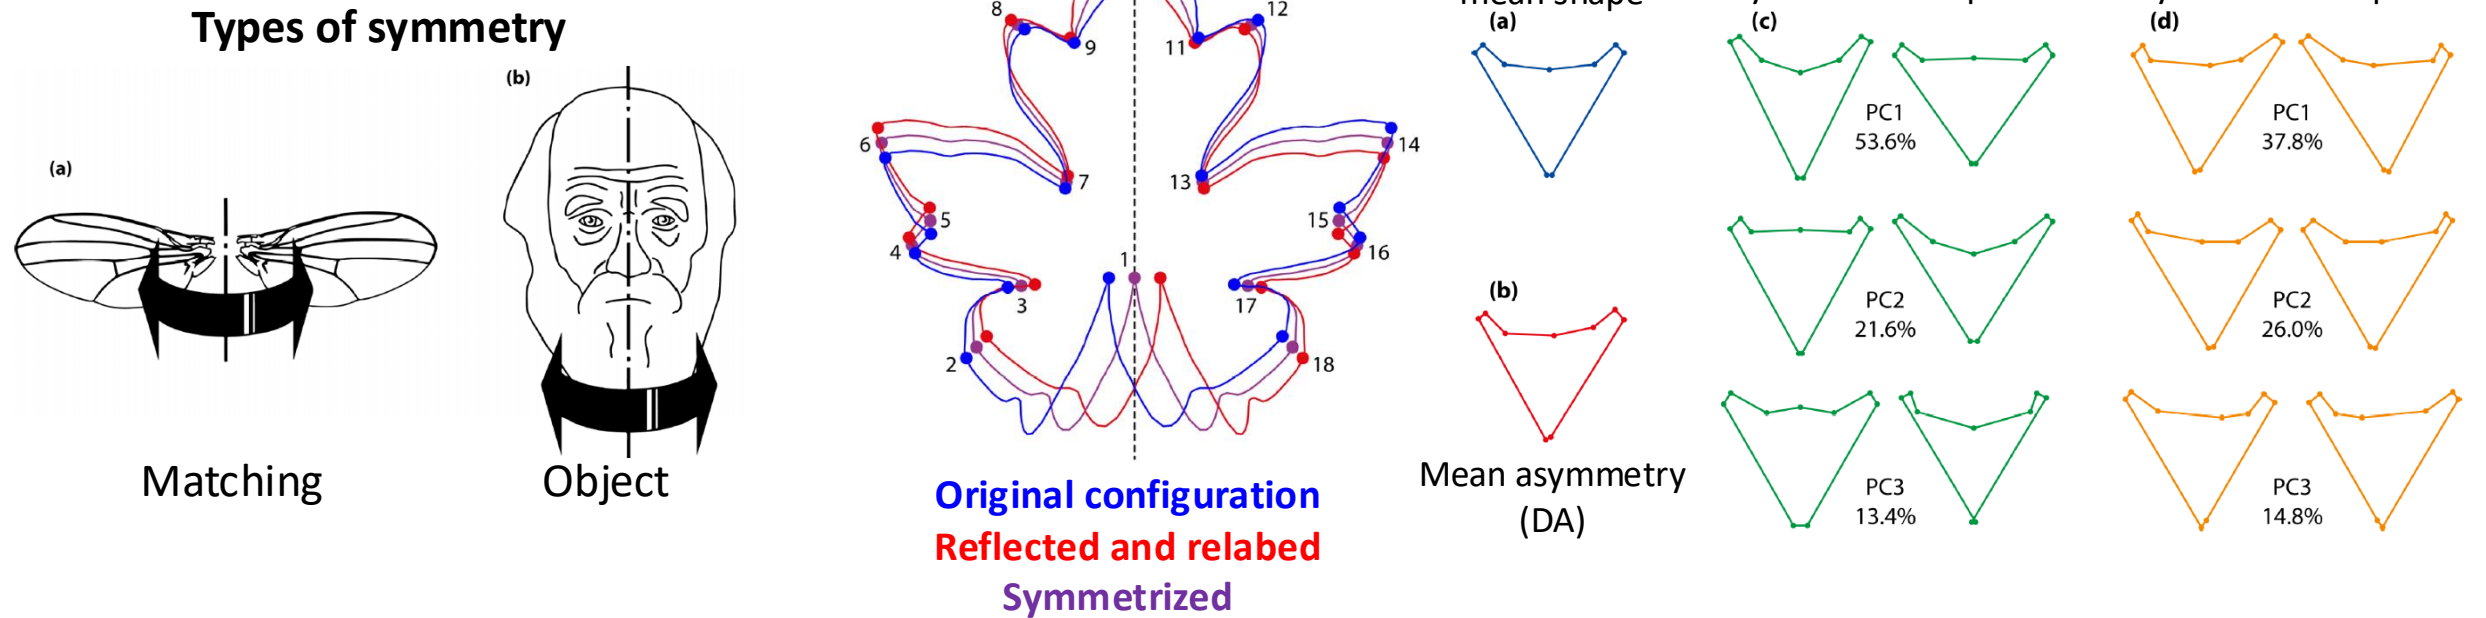 Types of symmetry
(a)
(b)
Matching
Object
8
9
11
12
6
7
13
14
5
4
15
16
1
3
17
2
18
Original configuration
Reflected and relabed
Symmetrized
mean shape
(a)
(b)
Mean asymmetry
(DA)
(c)
PC1
53.6%
PC2
21.6%
PC3
13.4%
(d)
PC1
37.8%
PC2
26.0%
PC3
14.8%